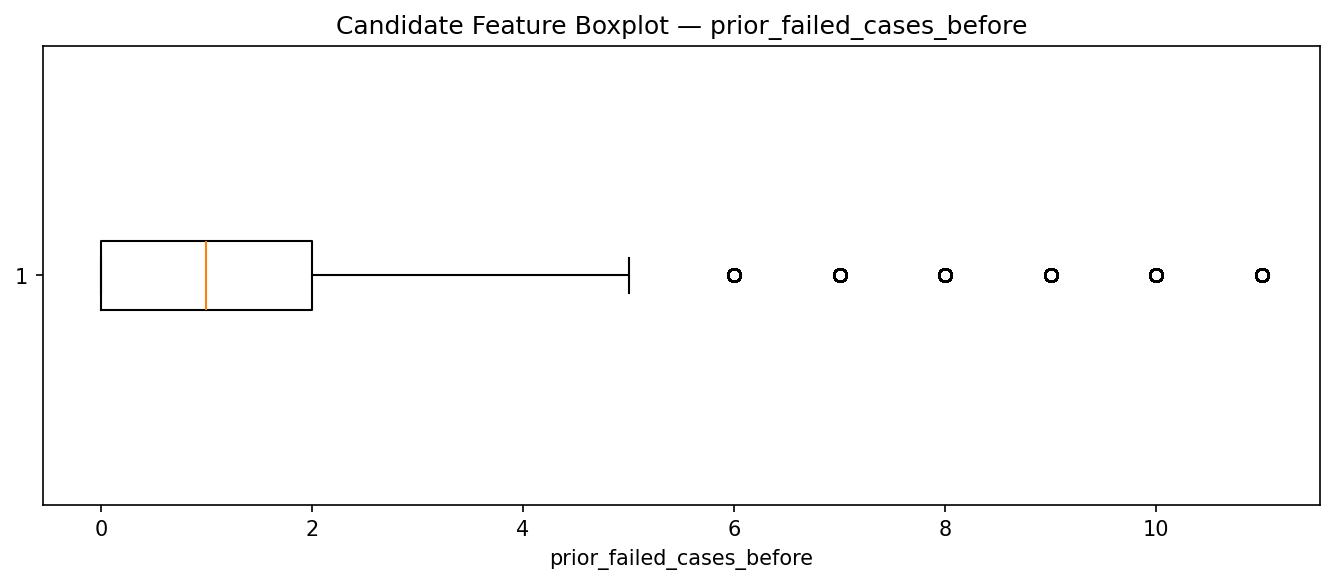 Candidate Feature Boxplot — prior_failed_cases_before
1
0 2 4 6 8 10
prior_failed_cases_before